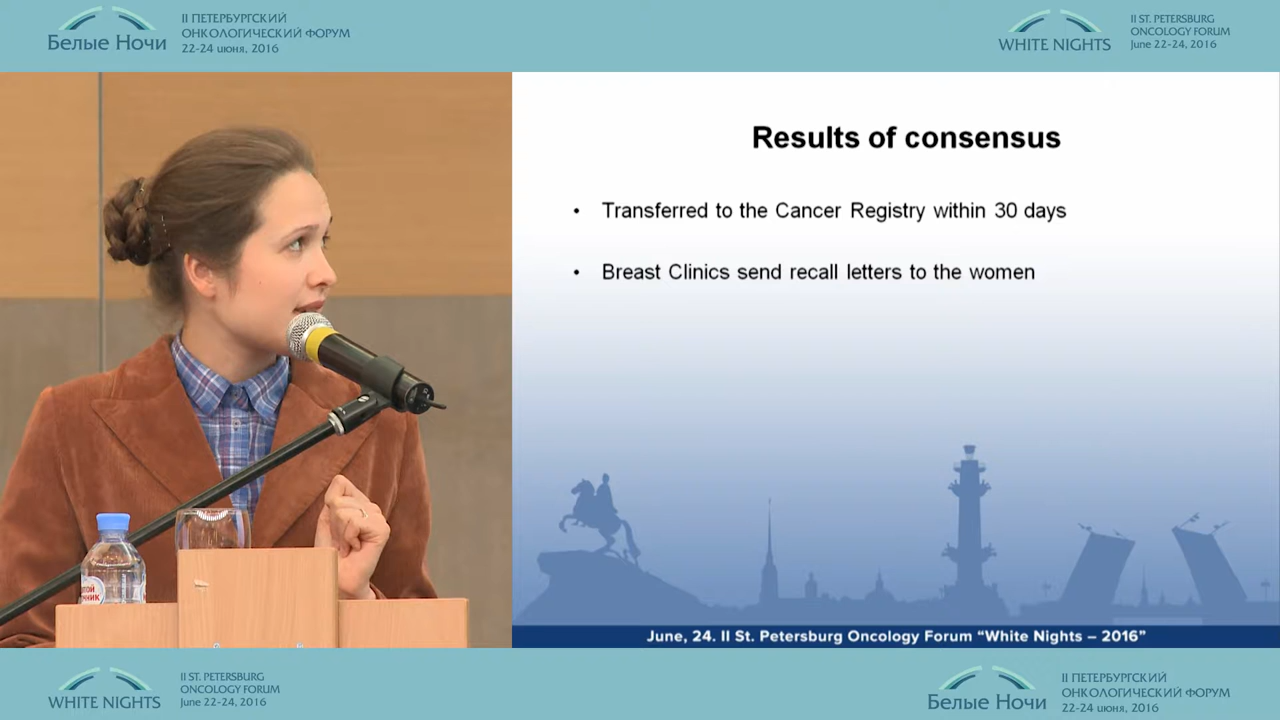 II ПЕТЕРБУРГСКИЙ
ОНКОЛОГИЧЕСКИЙ ФОРУМ
Белые Ночи
22-24 июня, 2016
II ST. PETERSBURG
ONCOLOGY FORUM
WHITE NIGHTS
June 22-24, 2016
Results of consensus
• Transferred to the Cancer Registry within 30 days
• Breast Clinics send recall letters to the women
June, 24. II St. Petersburg Oncology Forum “White Nights – 2016”
II ST. PETERSBURG
ONCOLOGY FORUM
WHITE NIGHTS
June 22-24, 2016
II ПЕТЕРБУРГСКИЙ
ОНКОЛОГИЧЕСКИЙ ФОРУМ
Белые Ночи
22-24 июня, 2016